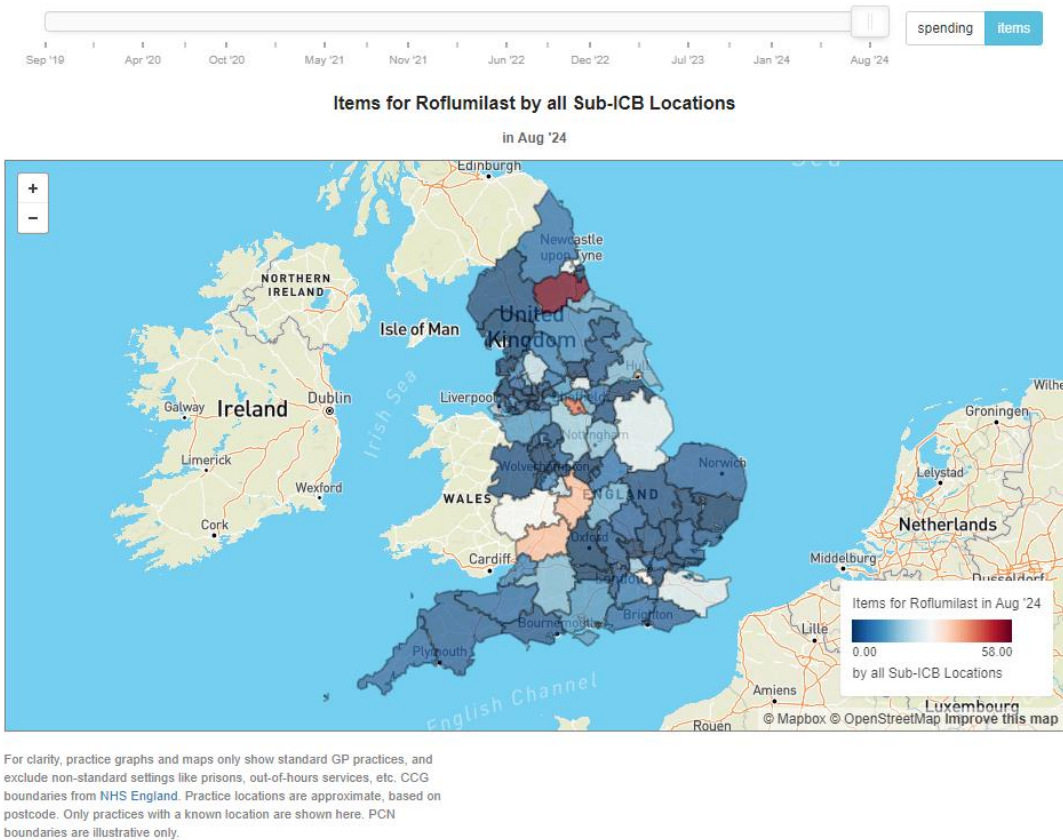 spending items
Sep '19 Apr '20 Oct '20 May '21 Nov '21 Jun '22 Dec '22 Jul '23 Jan '24 Aug '24
Items for Roflumilast by all Sub-ICB Locations
in Aug '24
+
−
Edinburgh
Sea
Newcastle
upon Tyne
NORTHERN
IRELAND
United
Kingdom
Isle of Man
Irish Sea
Hull
Liverpool
Sheffield
Galway
Ireland
Dublin
Nottingham
Groningen
Limerick
Wolverhampton
Norwich
Lelystad
Wexford
WALES
ENGLAND
Cork
Netherlands
Oxford
Cardiff
Middelburg
London
Dusseldorf
Bournemouth
Brighton
Plymouth
Lille
English Channel
Amiens
Luxembourg
Rouen
Items for Roflumilast in Aug '24
0.00 58.00
by all Sub-ICB Locations
© Mapbox © OpenStreetMap Improve this map
For clarity, practice graphs and maps only show standard GP practices, and
exclude non-standard settings like prisons, out-of-hours services, etc. CCG
boundaries from NHS England. Practice locations are approximate, based on
postcode. Only practices with a known location are shown here. PCN
boundaries are illustrative only.